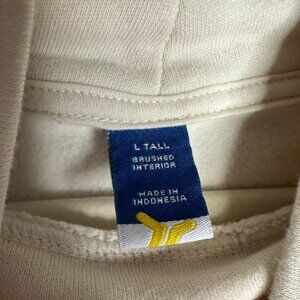 L TALL
BRUSHED
INTERIOR
MADE IN
INDONESIA